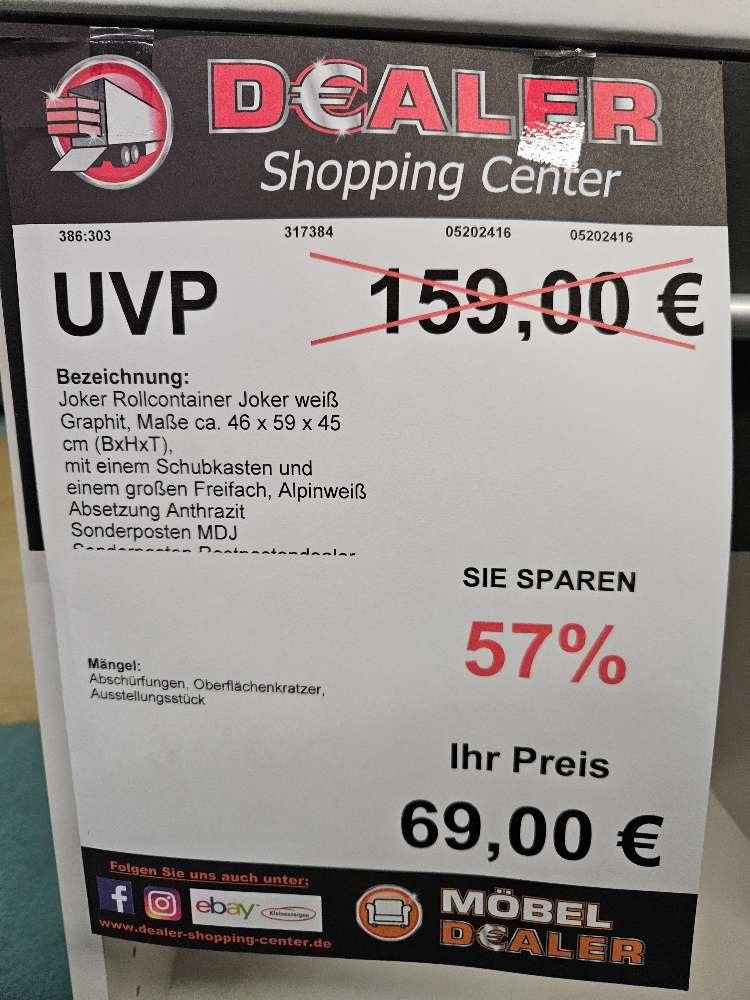 D€ALER
Shopping Center
386:303 317384 05202416 05202416
UVP 159,00 €
Bezeichnung:
Joker Rollcontainer Joker weiß
Graphit, Maße ca. 46 x 59 x 45
cm (BxHxT),
mit einem Schubkasten und
einem großen Freifach, Alpinweiß
Absetzung Anthrazit
Sonderposten MDJ
Sonderposten
SIE SPAREN
57%
Mängel:
Abschürfungen, Oberflächenkratzer,
Ausstellungsstück
Ihr Preis
69,00 €
Folgen Sie uns auch unter:
f ebay Kleinanzeigen
www.dealer-shopping-center.de
MÖBEL
D€ALER